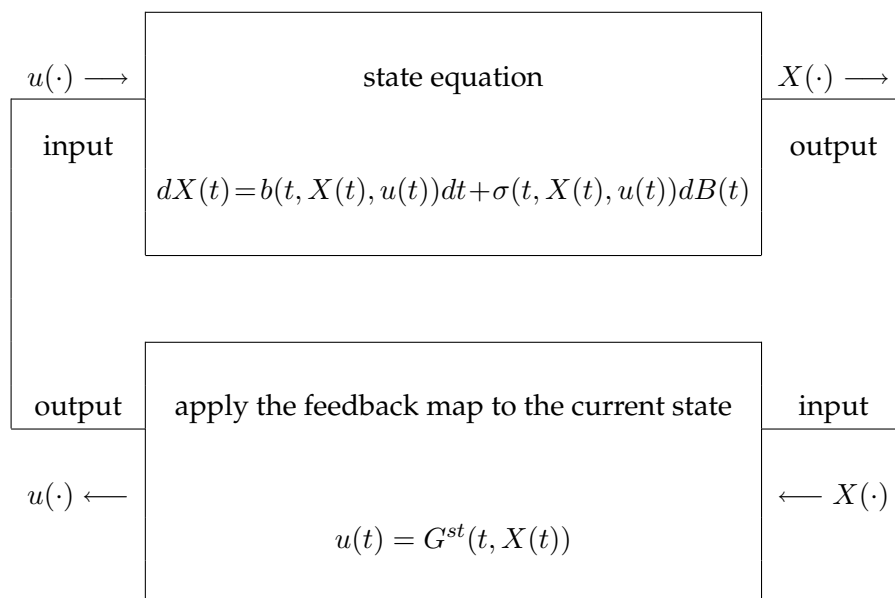 u(·) ⟶ state equation X(·) ⟶
input output
dX(t)=b(t, X(t), u(t))dt+σ(t, X(t), u(t))dB(t)
output apply the feedback map to the current state input
u(·) ⟵ ⟵ X(·)
u(t) = G^{st}(t, X(t))